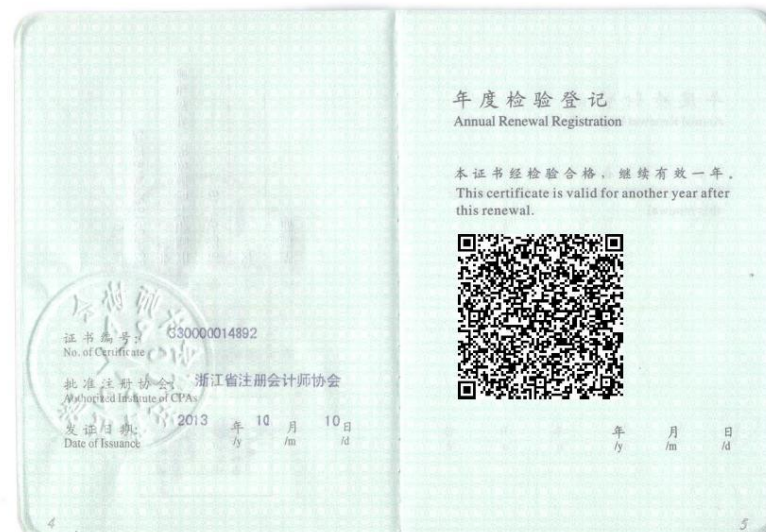 证书编号:
No. of Certificate
330000014892
批准注册协会:
Authorized Institute of CPAs
浙江省注册会计师协会
发证日期:
Date of Issuance
2013 年 10 月 10 日
/y /m /d
4
年度检验登记
Annual Renewal Registration
本证书经检验合格，继续有效一年。
This certificate is valid for another year after
this renewal.
年 月 日
/y /m /d
5